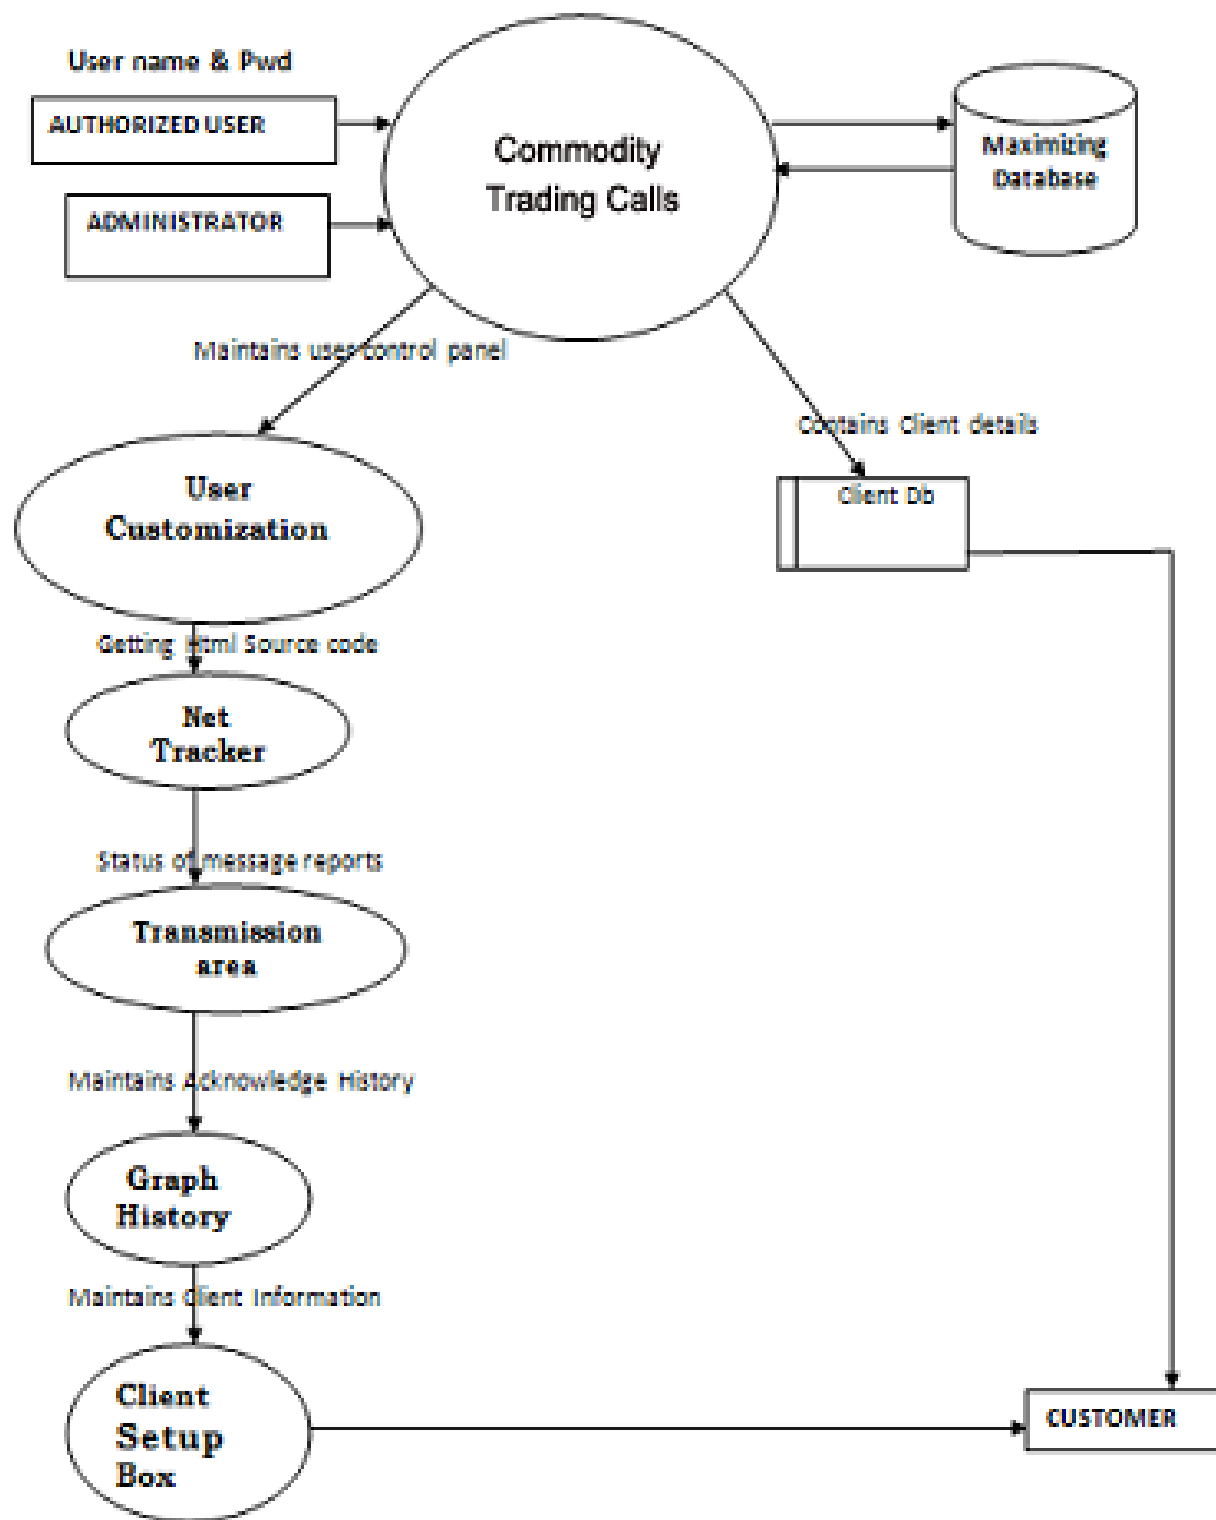 User name & Pwd
AUTHORIZED USER
ADMINISTRATOR
Commodity
Trading Calls
Maximizing
Database
Maintains user control panel
Contains Client details
User
Customization
Client Db
Getting Html Source code
Net
Tracker
Status of message reports
Transmission
area
Maintains Acknowledge History
Graph
History
Maintains Client Information
Client
Setup
Box
CUSTOMER